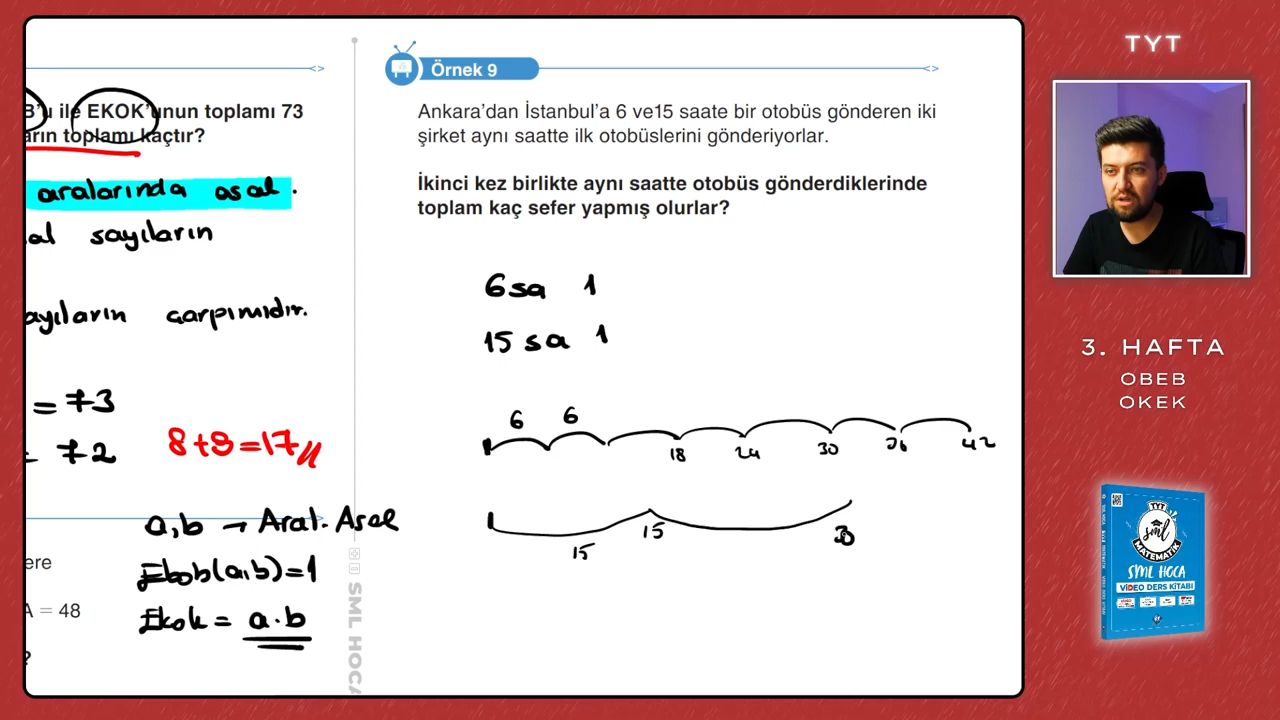 B'u ile EKOK'unun toplamı 73
arın toplamı kaçtır?
aralarında asal.
al sayıların
ayıların çarpımıdır.
= 73
= 72
8+9=17
a,b → Aral. Asal
Ebob(a,b)=1
Ekok = a.b
ere
A = 48
?
SML HOCA
Örnek 9
Ankara'dan İstanbul'a 6 ve15 saate bir otobüs gönderen iki
şirket aynı saatte ilk otobüslerini gönderiyorlar.
İkinci kez birlikte aynı saatte otobüs gönderdiklerinde
toplam kaç sefer yapmış olurlar?
6sa 1
15 sa 1
6 6
18 24 30 36 42
15 15 30
TYT
3. HAFTA
OBEB
OKEK
TYT
sml
MATEMATİK
SML HOCA
VİDEO DERS KİTABI